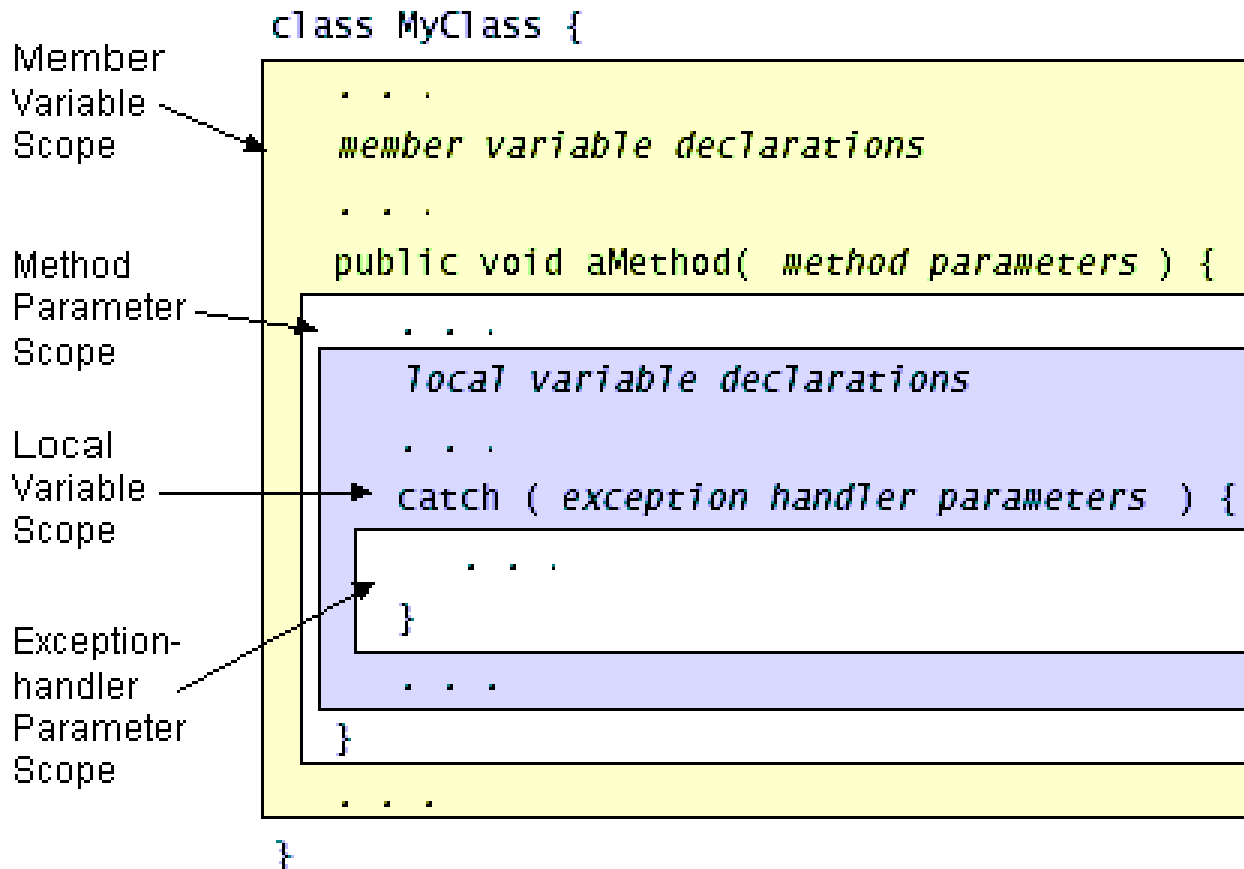 class MyClass {
Member
Variable
Scope
. . .
member variable declarations
. . .
Method
Parameter
Scope
public void aMethod( method parameters ) {
. . .
local variable declarations
. . .
Local
Variable
Scope
catch ( exception handler parameters ) {
. . .
}
Exception-
handler
Parameter
Scope
. . .
}
. . .
}